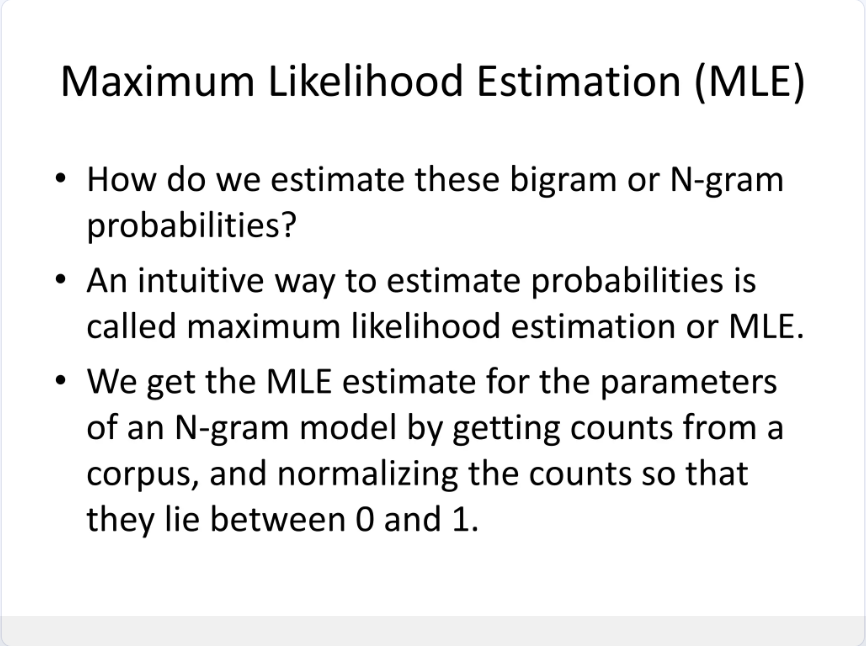 Maximum Likelihood Estimation (MLE)
• How do we estimate these bigram or N-gram
probabilities?
• An intuitive way to estimate probabilities is
called maximum likelihood estimation or MLE.
• We get the MLE estimate for the parameters
of an N-gram model by getting counts from a
corpus, and normalizing the counts so that
they lie between 0 and 1.